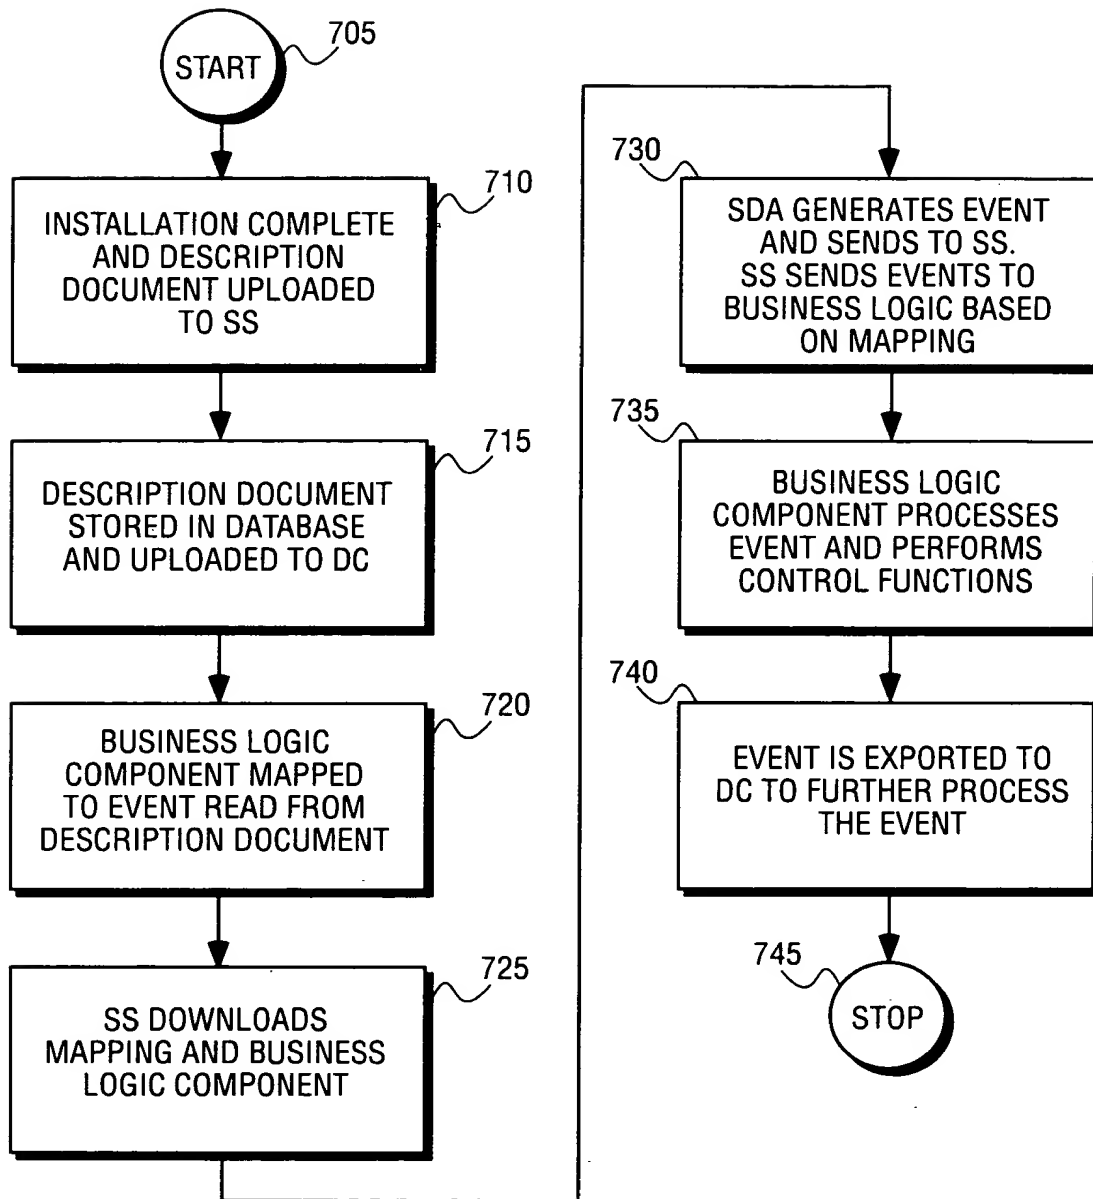 START
705
710
INSTALLATION COMPLETE
AND DESCRIPTION
DOCUMENT UPLOADED
TO SS
715
DESCRIPTION DOCUMENT
STORED IN DATABASE
AND UPLOADED TO DC
720
BUSINESS LOGIC
COMPONENT MAPPED
TO EVENT READ FROM
DESCRIPTION DOCUMENT
725
SS DOWNLOADS
MAPPING AND BUSINESS
LOGIC COMPONENT
730
SDA GENERATES EVENT
AND SENDS TO SS.
SS SENDS EVENTS TO
BUSINESS LOGIC BASED
ON MAPPING
735
BUSINESS LOGIC
COMPONENT PROCESSES
EVENT AND PERFORMS
CONTROL FUNCTIONS
740
EVENT IS EXPORTED TO
DC TO FURTHER PROCESS
THE EVENT
745
STOP